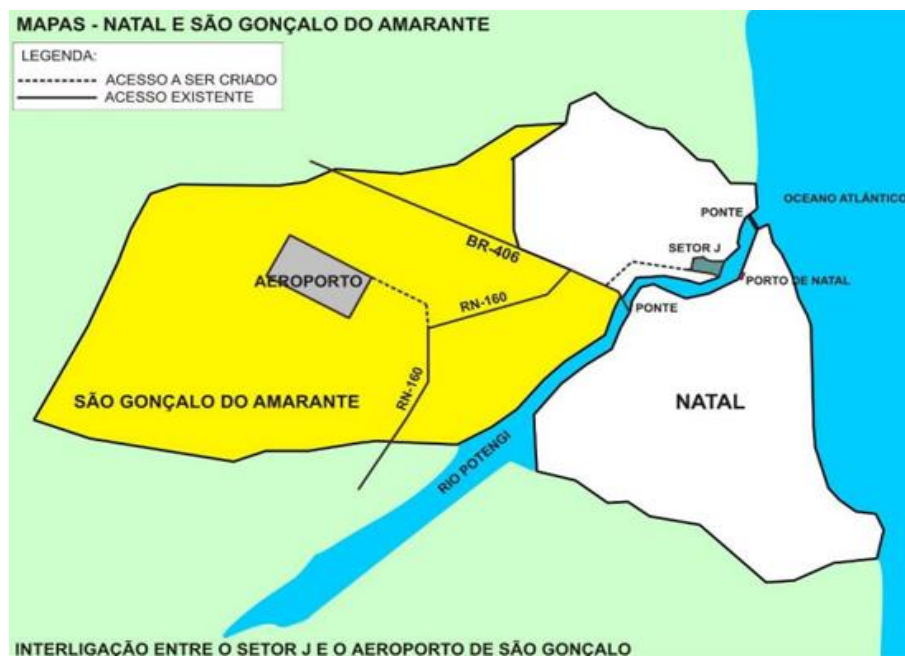 MAPAS - NATAL E SÃO GONÇALO DO AMARANTE
LEGENDA:
ACESSO A SER CRIADO
ACESSO EXISTENTE
OCEANO ATLÂNTICO
PONTE
SETOR J
BR-406
AEROPORTO
PORTO DE NATAL
RN-160
PONTE
RN-160
SÃO GONÇALO DO AMARANTE
NATAL
RIO POTENGI
INTERLIGAÇÃO ENTRE O SETOR J E O AEROPORTO DE SÃO GONÇALO